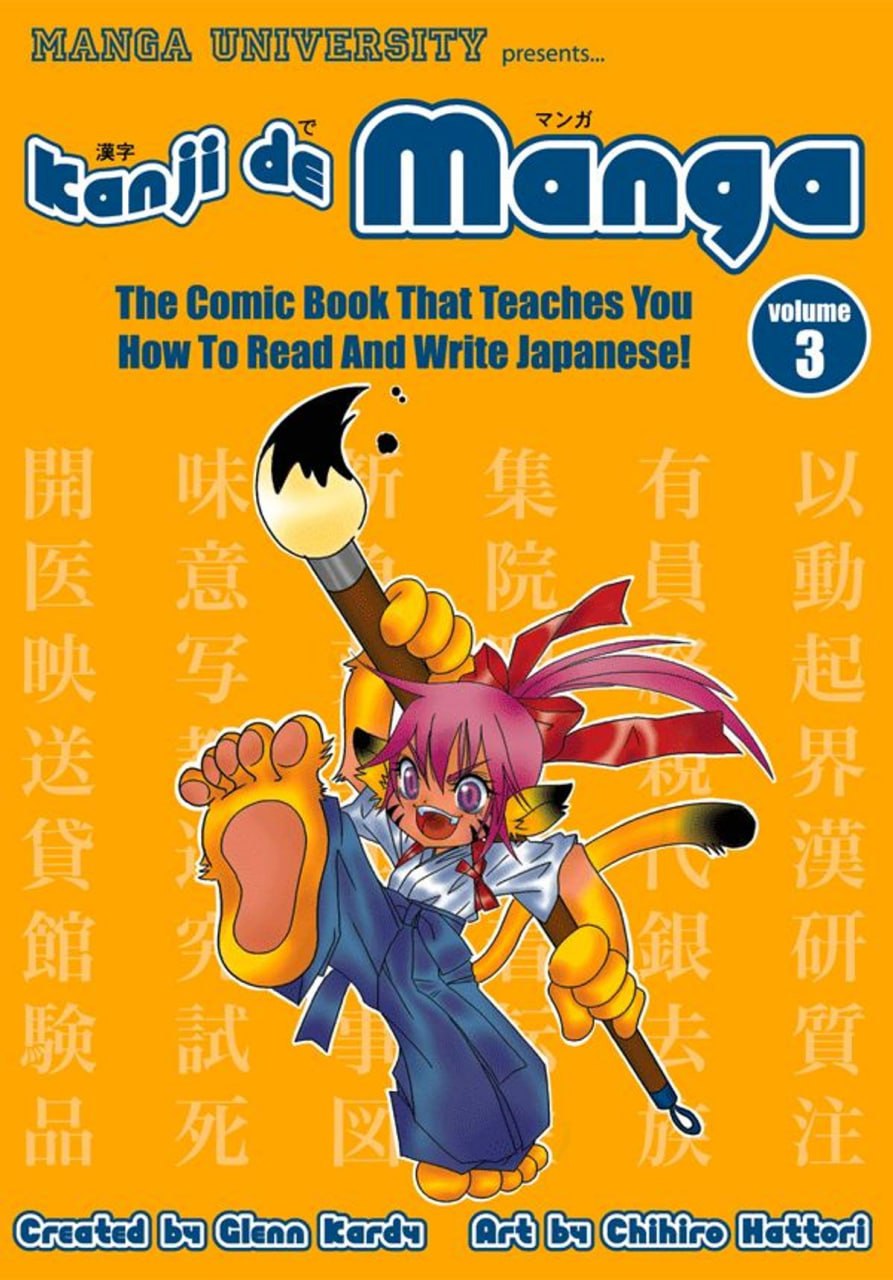 MANGA UNIVERSITY presents...
漢字 で マンガ
Kanji de Manga
The Comic Book That Teaches You
How To Read And Write Japanese!
volume
3
開 味 新 集 有 以
医 意 院 員 動
映 写 起
送 界
貸 代 漢
館 究 着 銀 研
験 試 事 転 去 質
品 死 図 族 注
Created by Glenn Kardy Art by Chihiro Hattori